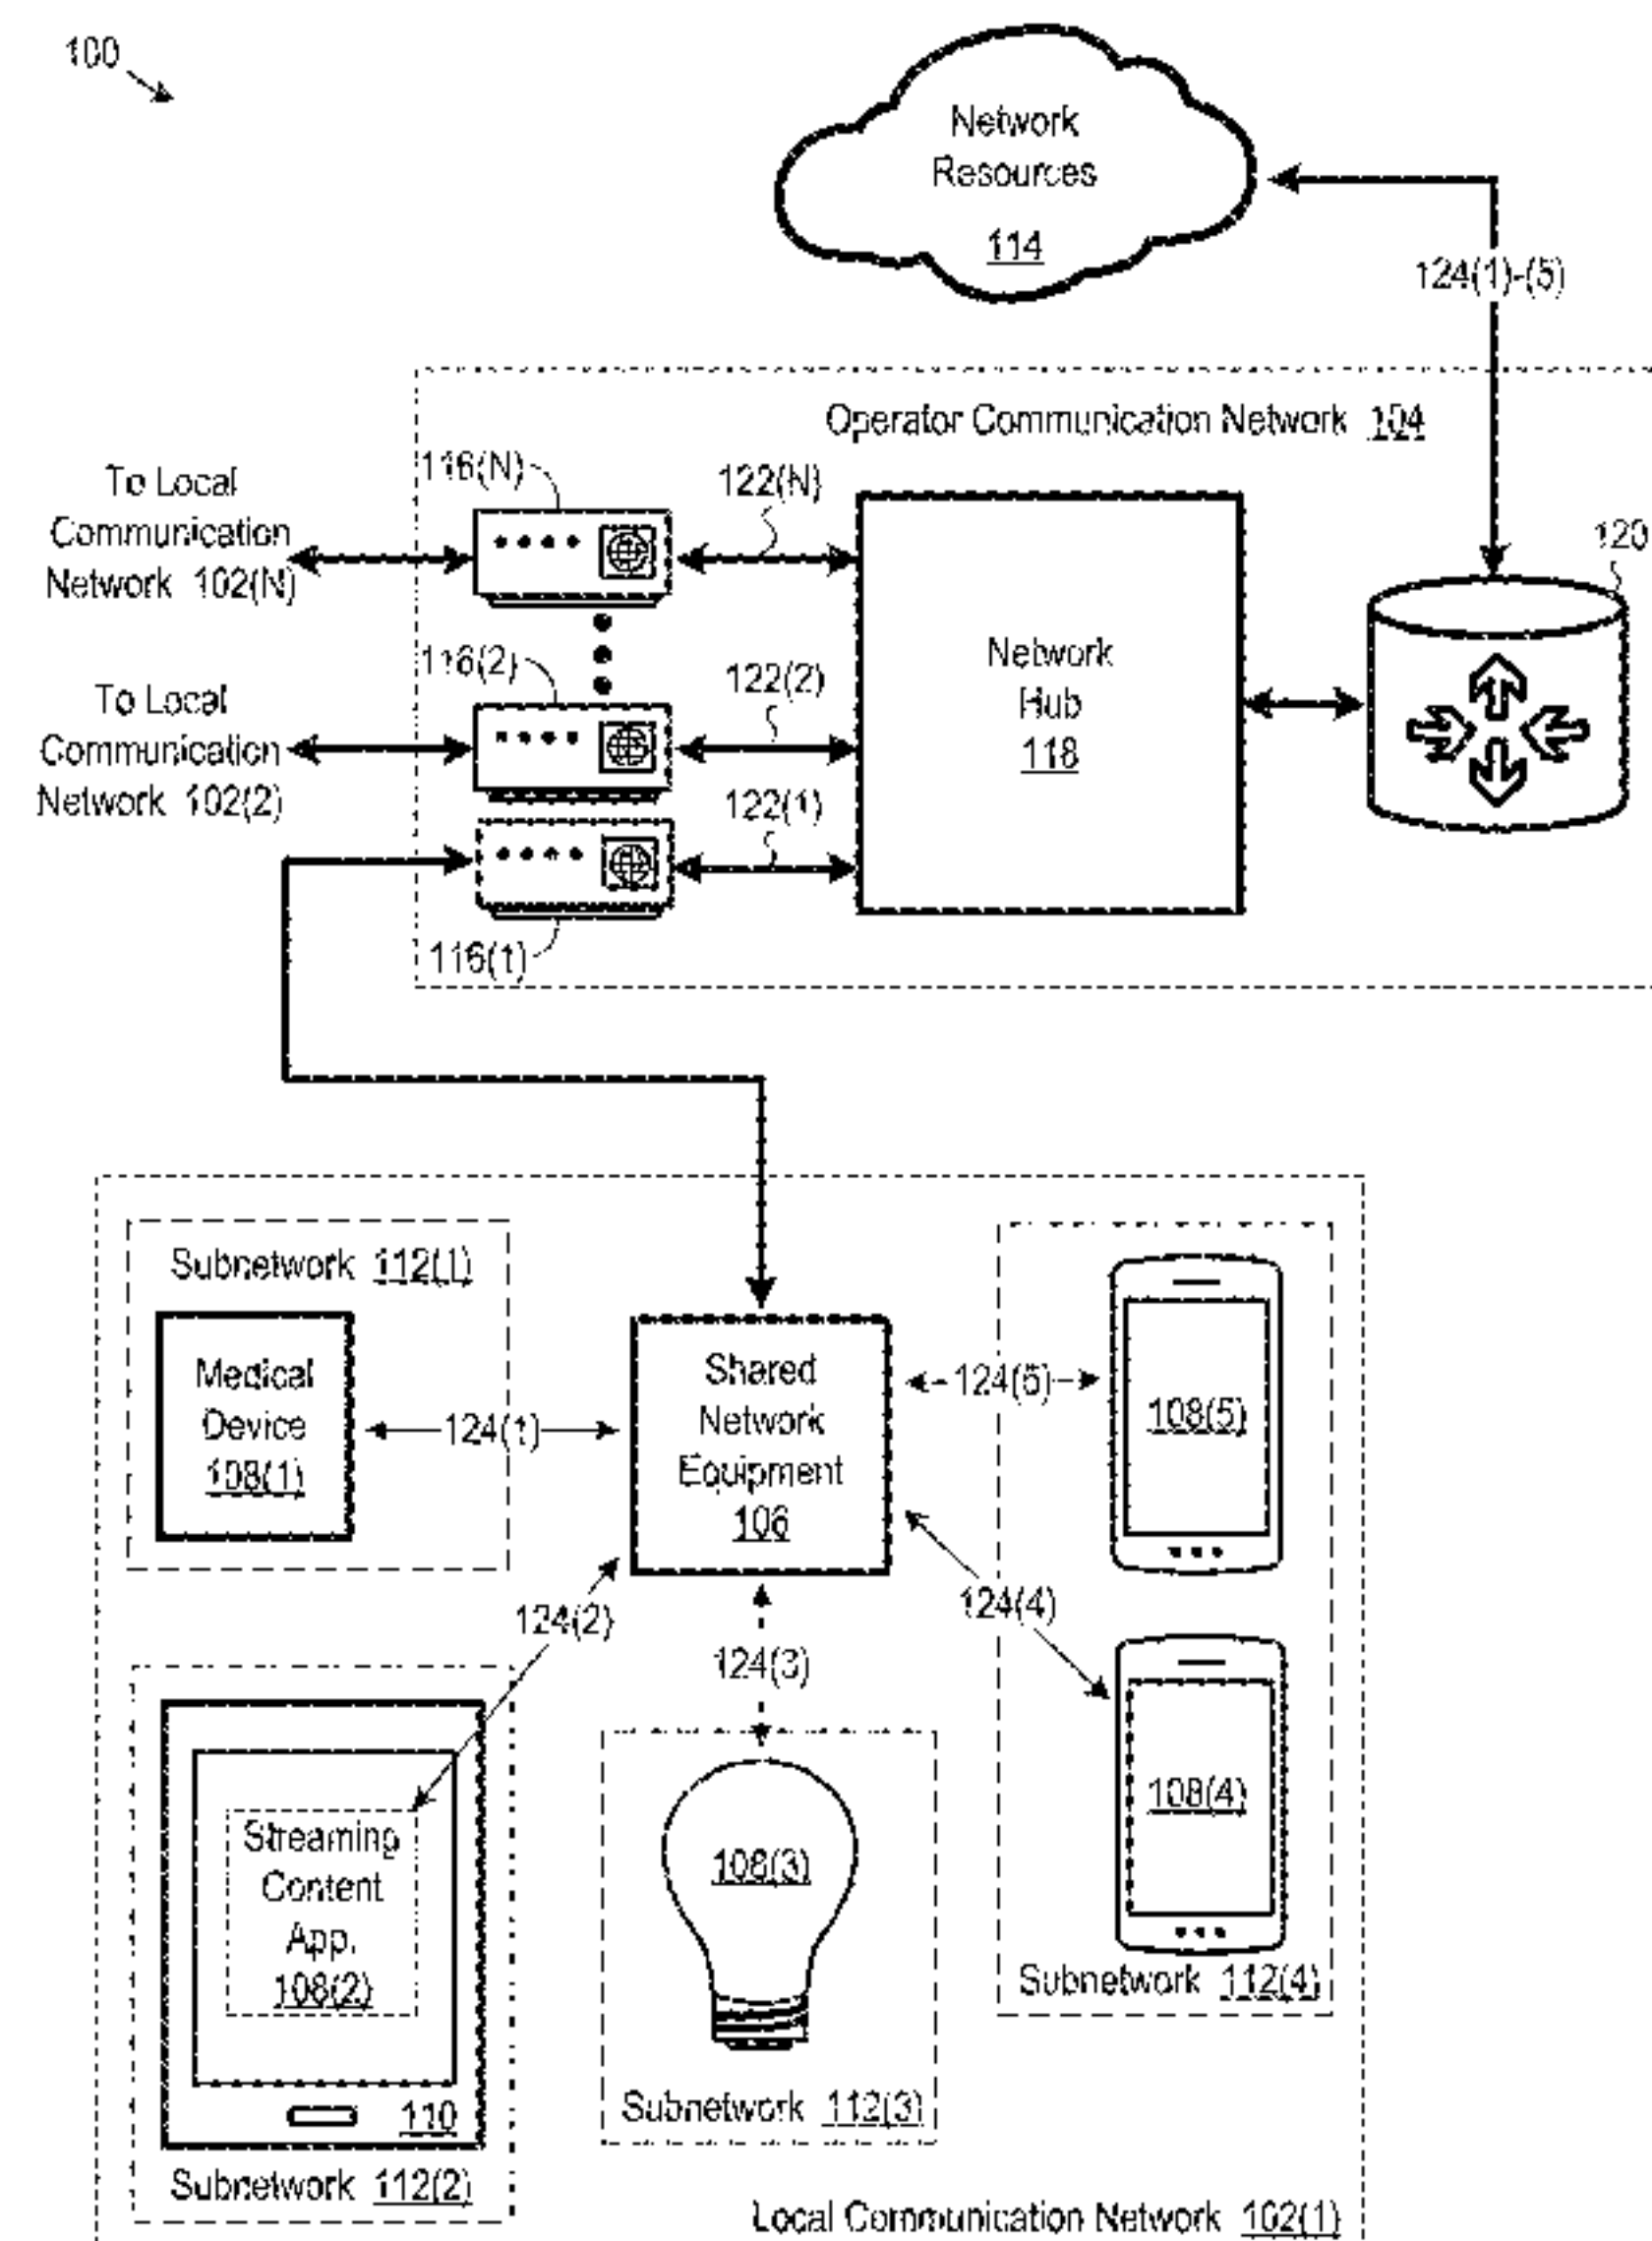 100
Network
Resources
114
124(1)-(5)
Operator Communication Network 104
116(N)
122(N)
To Local
Communication
Network 102(N)
120
116(2)
122(2)
Network
Hub
118
To Local
Communication
Network 102(2)
122(1)
116(1)
Subnetwork 112(1)
Medical
Device
108(1)
124(1)
Shared
Network
Equipment
106
124(5)
108(5)
124(2)
124(3)
124(4)
108(4)
Subnetwork 112(4)
Streaming
Content
App.
108(2)
110
Subnetwork 112(2)
108(3)
Subnetwork 112(3)
Local Communication Network 102(1)